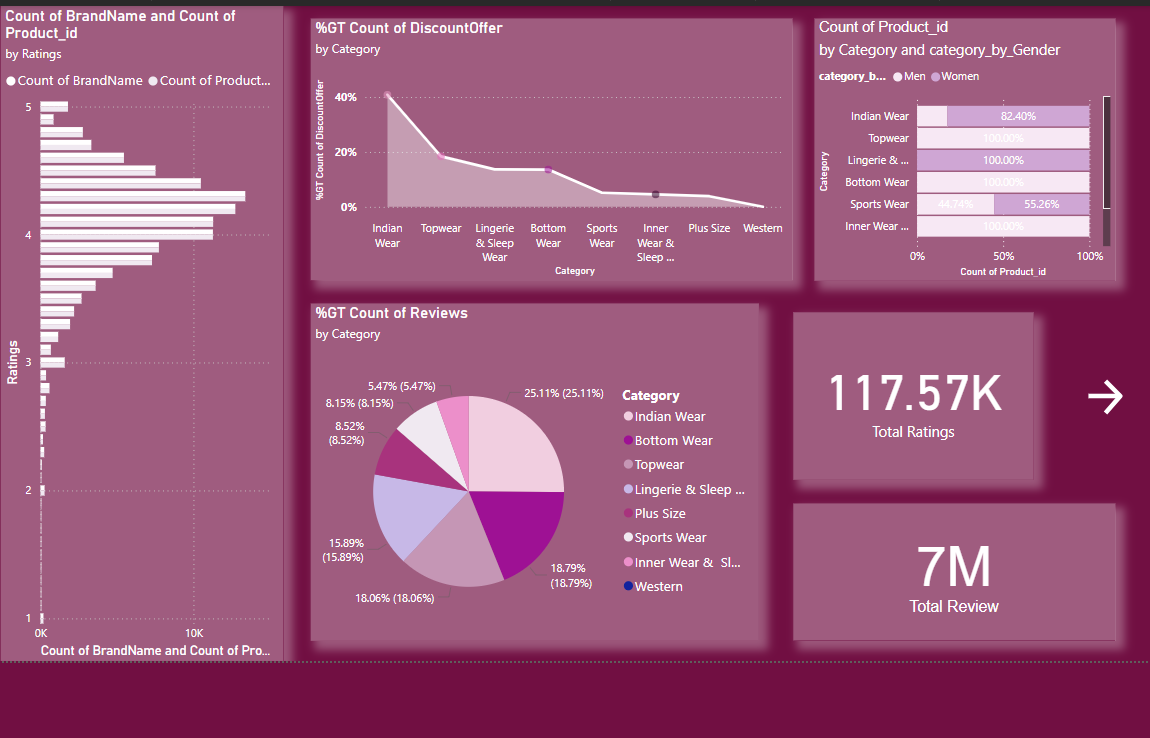 Count of BrandName and Count of
Product_id
by Ratings
Count of BrandName Count of Product...
5
4
3
2
1
Ratings
0K 10K
Count of BrandName and Count of Pro...
%GT Count of DiscountOffer
by Category
%GT Count of DiscountOffer
40%
20%
0%
Indian Wear
Topwear
Lingerie & Sleep Wear
Bottom Wear
Sports Wear
Inner Wear & Sleep ...
Plus Size
Western
Category
Count of Product_id
by Category and category_by_Gender
category_b... Men Women
Category
Indian Wear 82.40%
Topwear 100.00%
Lingerie & ... 100.00%
Bottom Wear 100.00%
Sports Wear 44.74% 55.26%
Inner Wear ... 100.00%
0% 50% 100%
Count of Product_id
%GT Count of Reviews
by Category
5.47% (5.47%)
8.15% (8.15%)
8.52%
(8.52%)
15.89%
(15.89%)
18.06% (18.06%)
18.79%
(18.79%)
25.11% (25.11%)
Category
Indian Wear
Bottom Wear
Topwear
Lingerie & Sleep ...
Plus Size
Sports Wear
Inner Wear & Sl...
Western
117.57K
Total Ratings
7M
Total Review